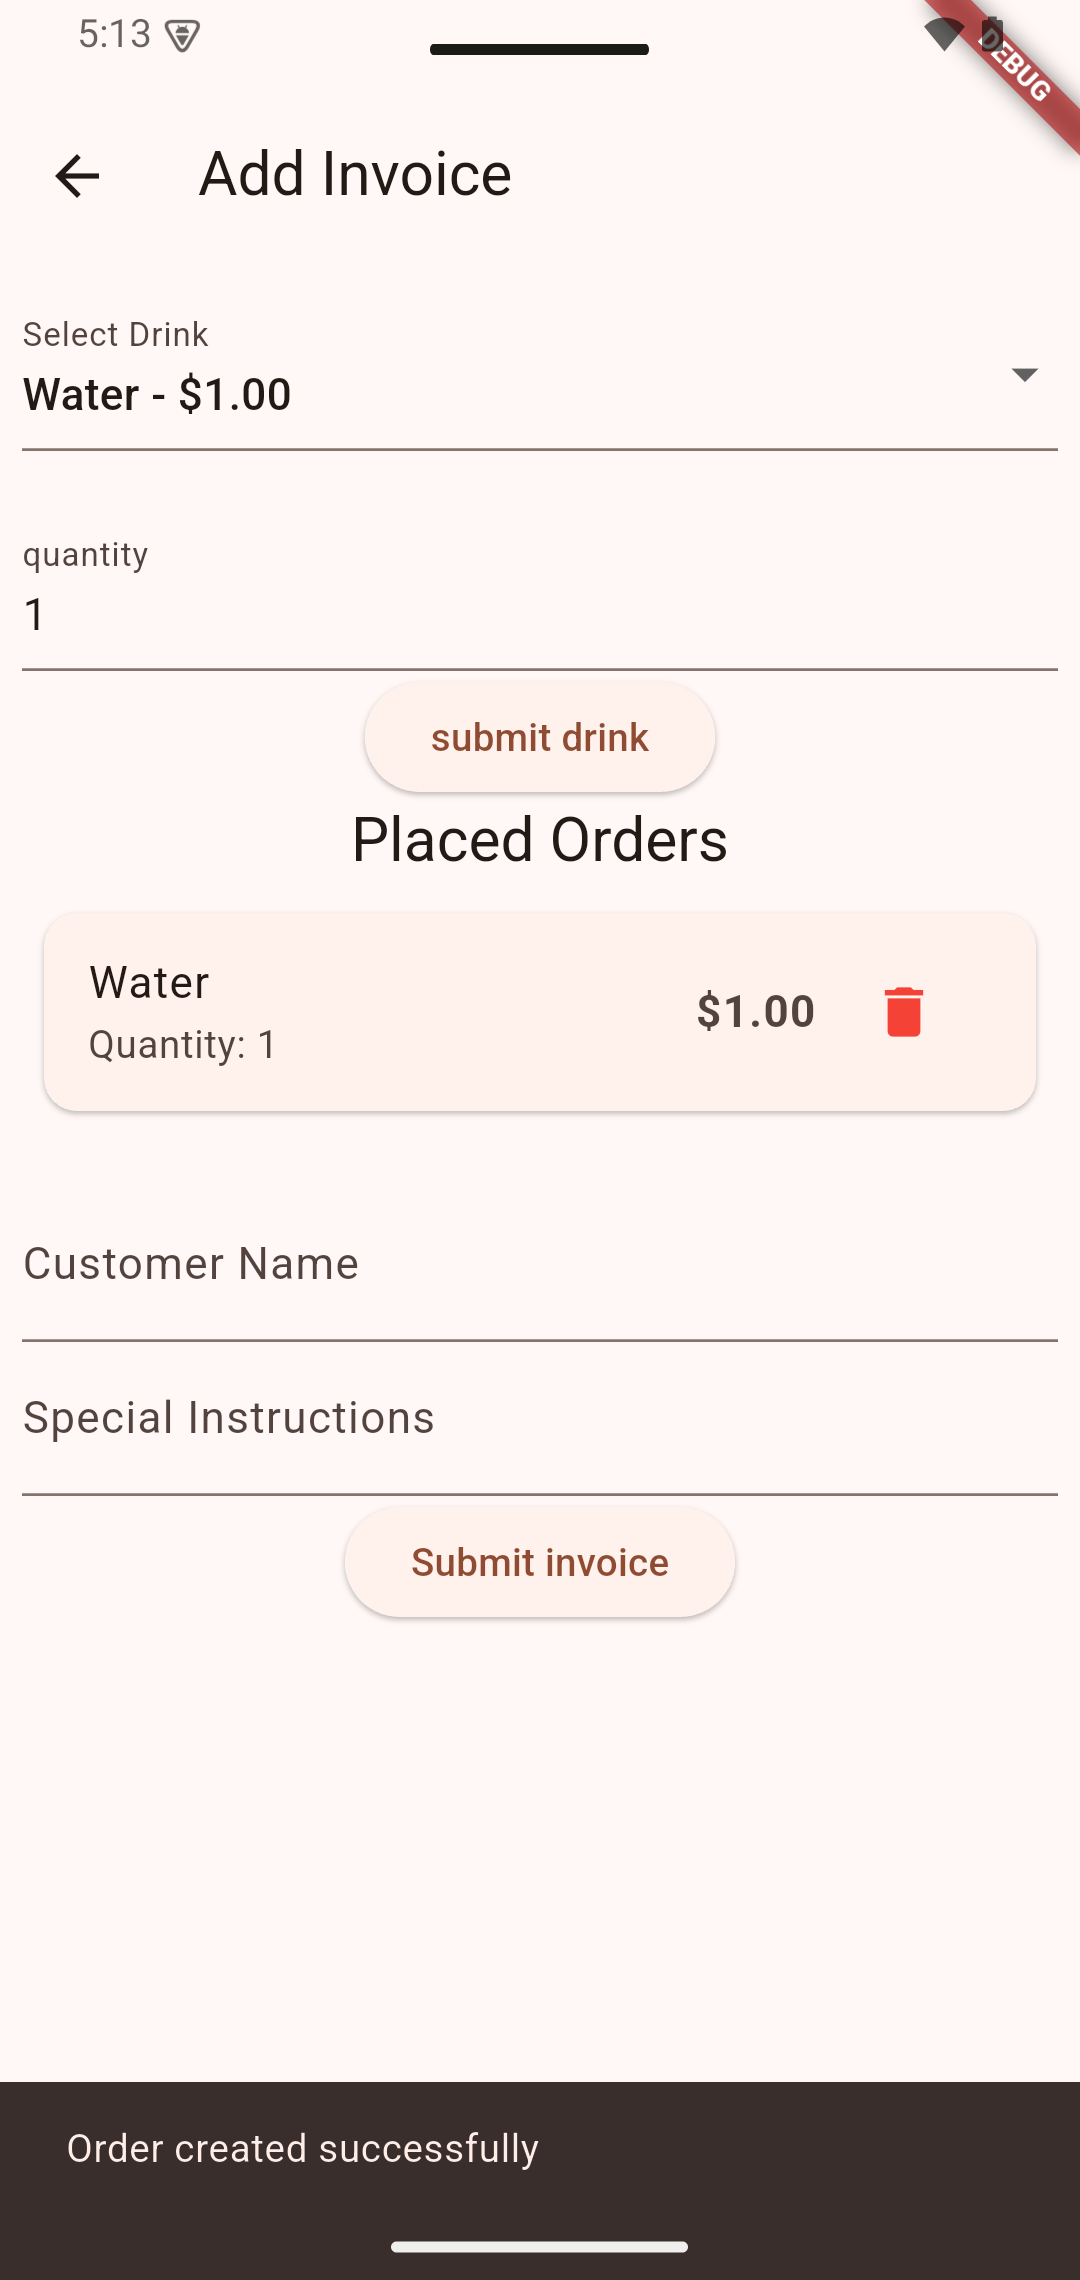 5:13
DEBUG
Add Invoice
Select Drink
Water - $1.00
quantity
1
submit drink
Placed Orders
Water
Quantity: 1
$1.00
Customer Name
Special Instructions
Submit invoice
Order created successfully